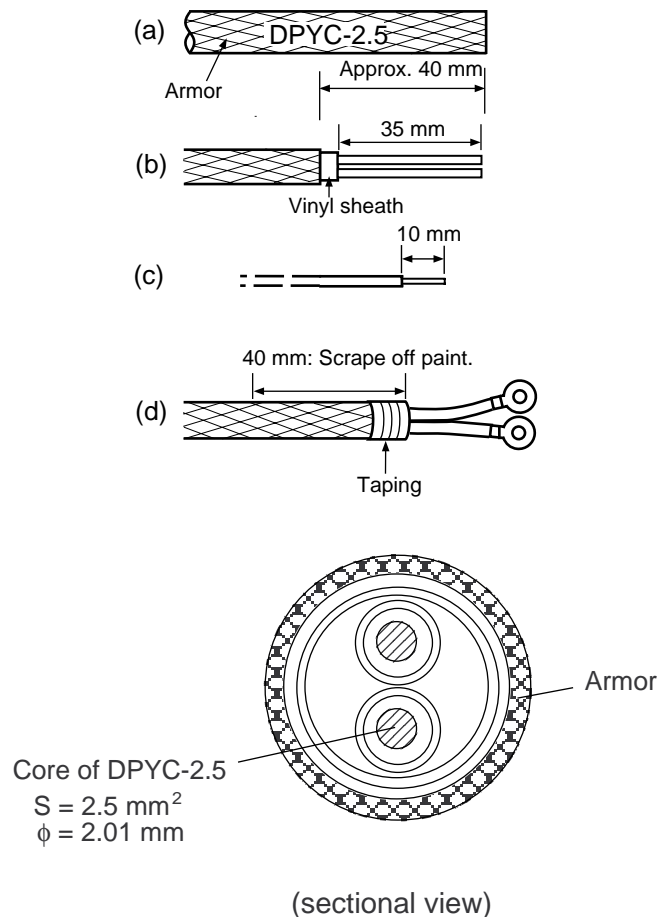 (a)
DPYC-2.5
Armor
Approx. 40 mm
35 mm
(b)
Vinyl sheath
10 mm
(c)
40 mm: Scrape off paint.
(d)
Taping
Armor
Core of DPYC-2.5
S = 2.5 mm²
ϕ = 2.01 mm
(sectional view)